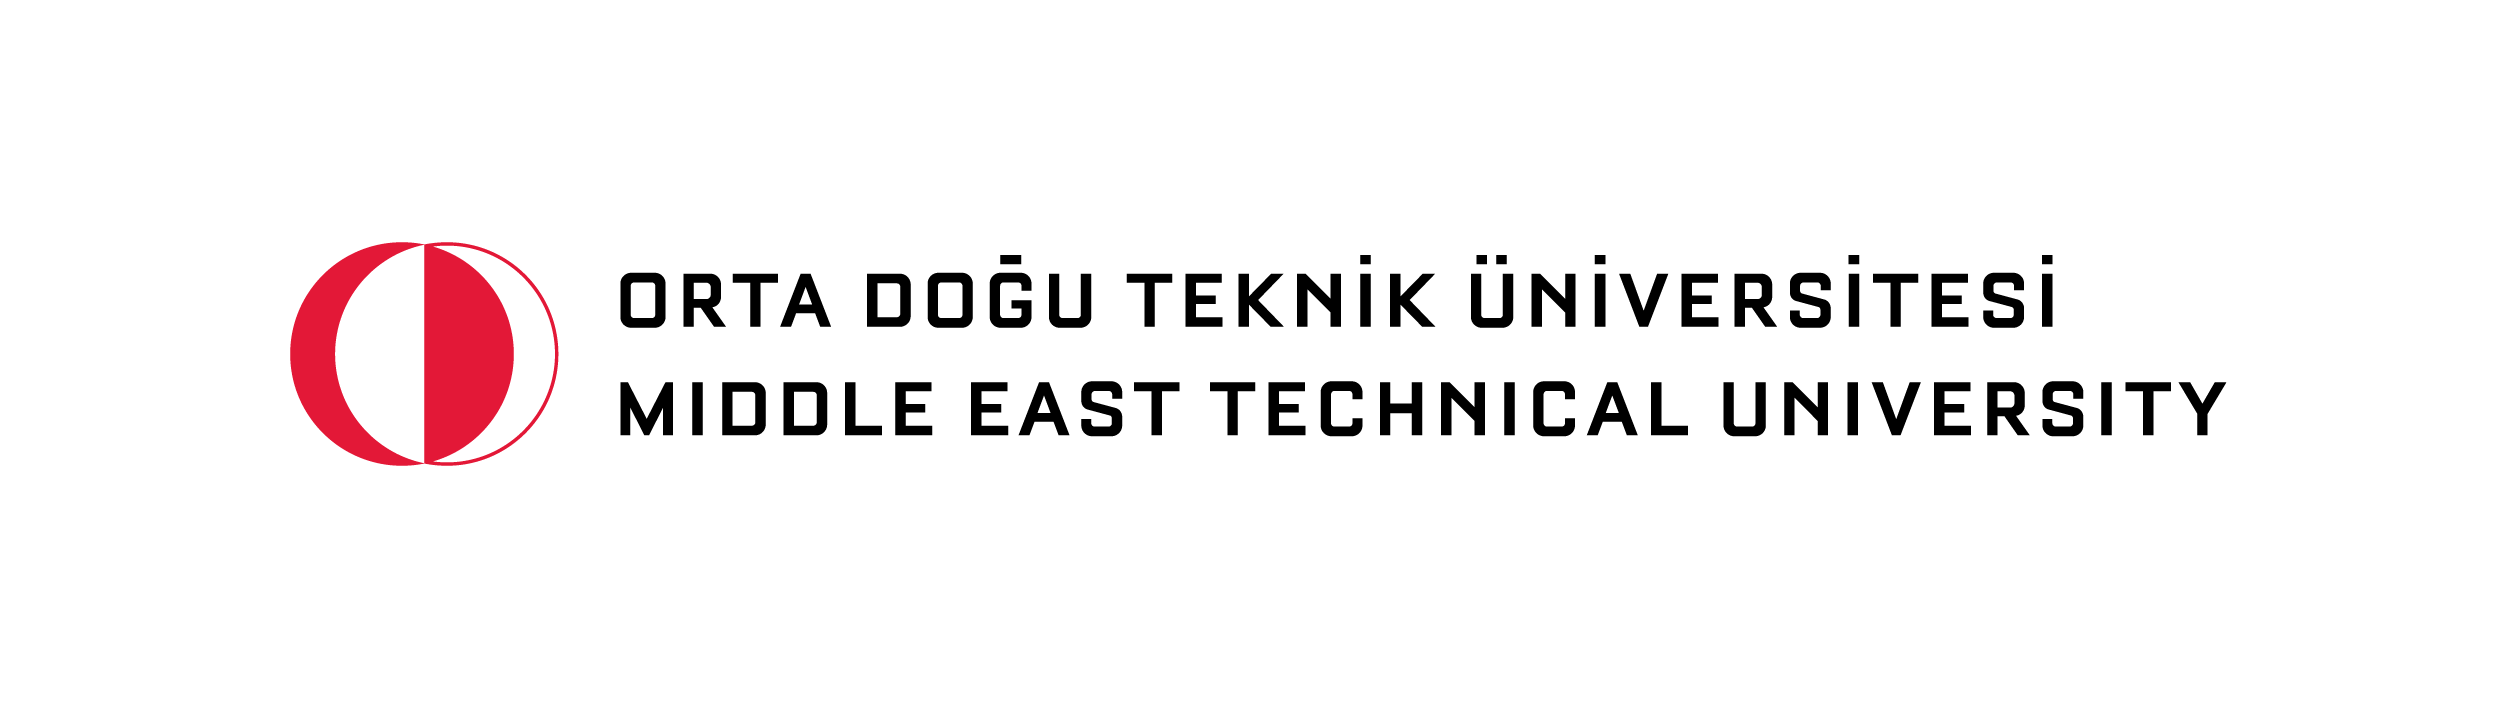 ORTA DOĞU TEKNİK ÜNİVERSİTESİ
MIDDLE EAST TECHNICAL UNIVERSITY